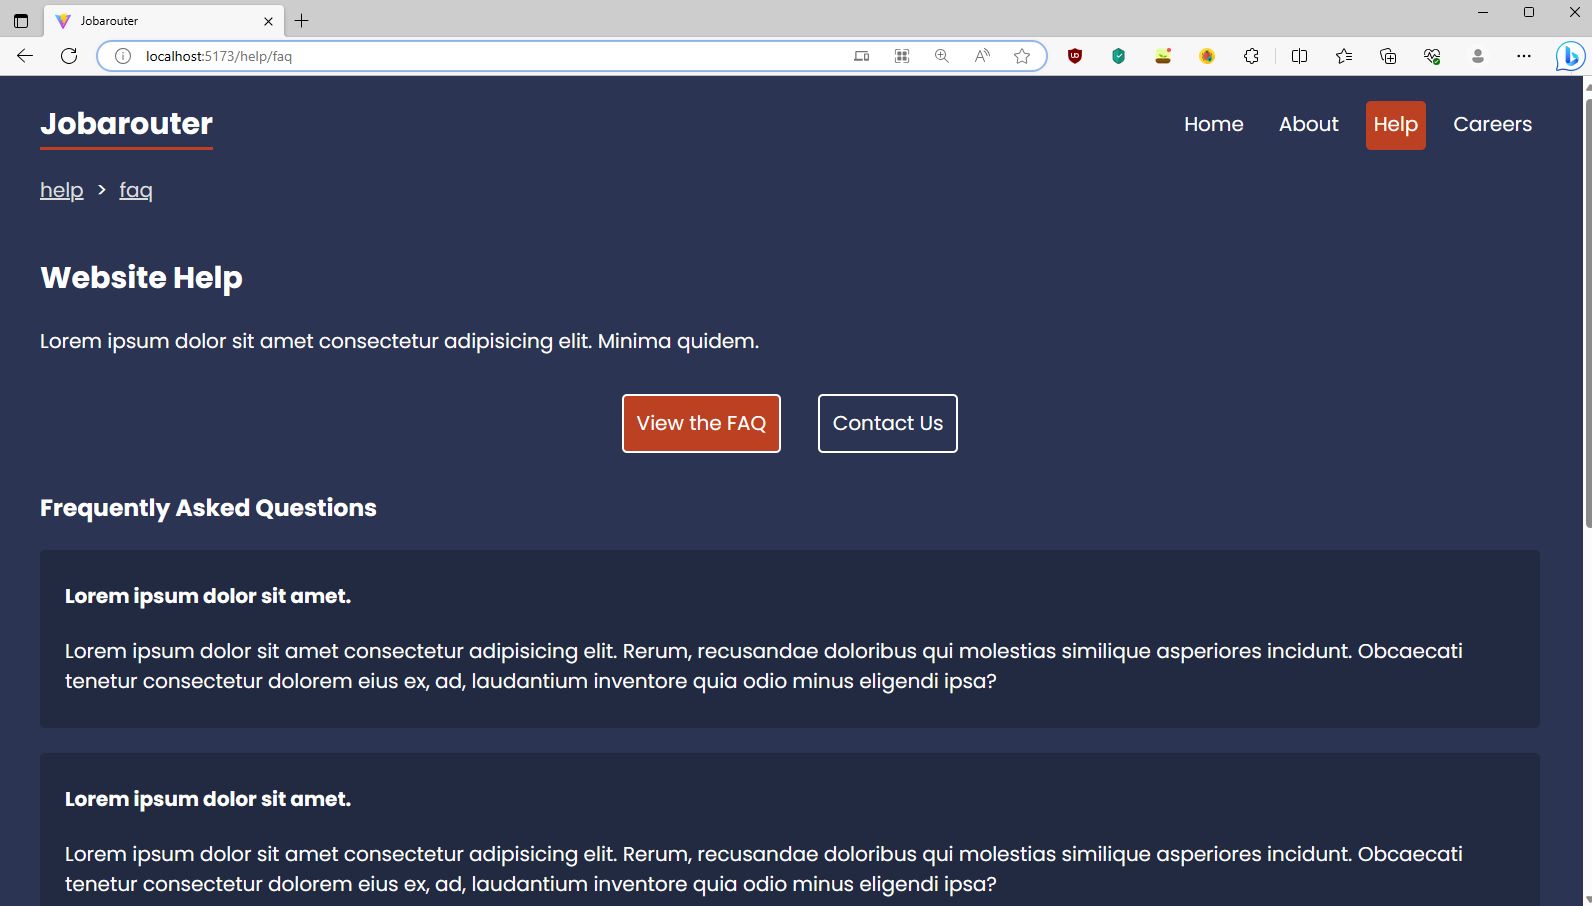 Jobarouter
localhost:5173/help/faq
Jobarouter
Home About Help Careers
help > faq
Website Help
Lorem ipsum dolor sit amet consectetur adipisicing elit. Minima quidem.
View the FAQ Contact Us
Frequently Asked Questions
Lorem ipsum dolor sit amet.
Lorem ipsum dolor sit amet consectetur adipisicing elit. Rerum, recusandae doloribus qui molestias similique asperiores incidunt. Obcaecati
tenetur consectetur dolorem eius ex, ad, laudantium inventore quia odio minus eligendi ipsa?
Lorem ipsum dolor sit amet.
Lorem ipsum dolor sit amet consectetur adipisicing elit. Rerum, recusandae doloribus qui molestias similique asperiores incidunt. Obcaecati
tenetur consectetur dolorem eius ex, ad, laudantium inventore quia odio minus eligendi ipsa?